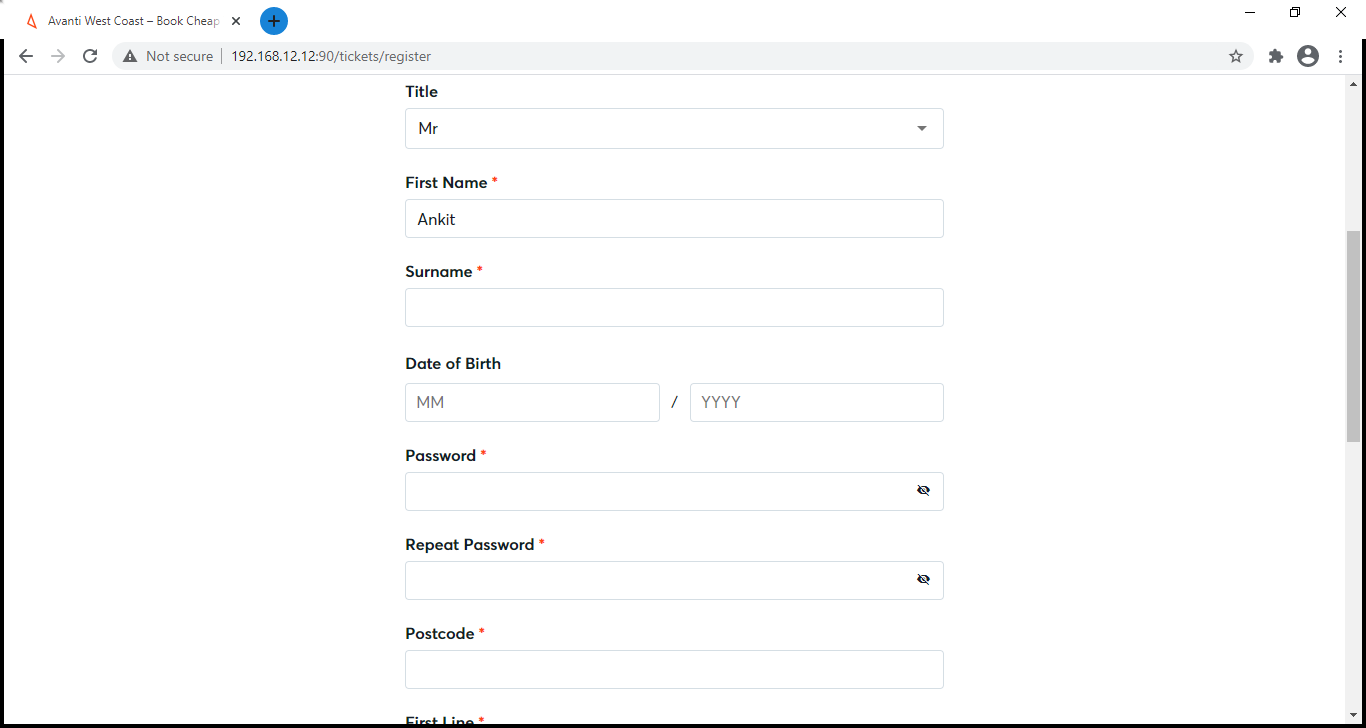 Avanti West Coast – Book Cheap
Not secure 192.168.12.12:90/tickets/register
Title
Mr
First Name *
Ankit
Surname *
Date of Birth
MM / YYYY
Password *
Repeat Password *
Postcode *
First Line *